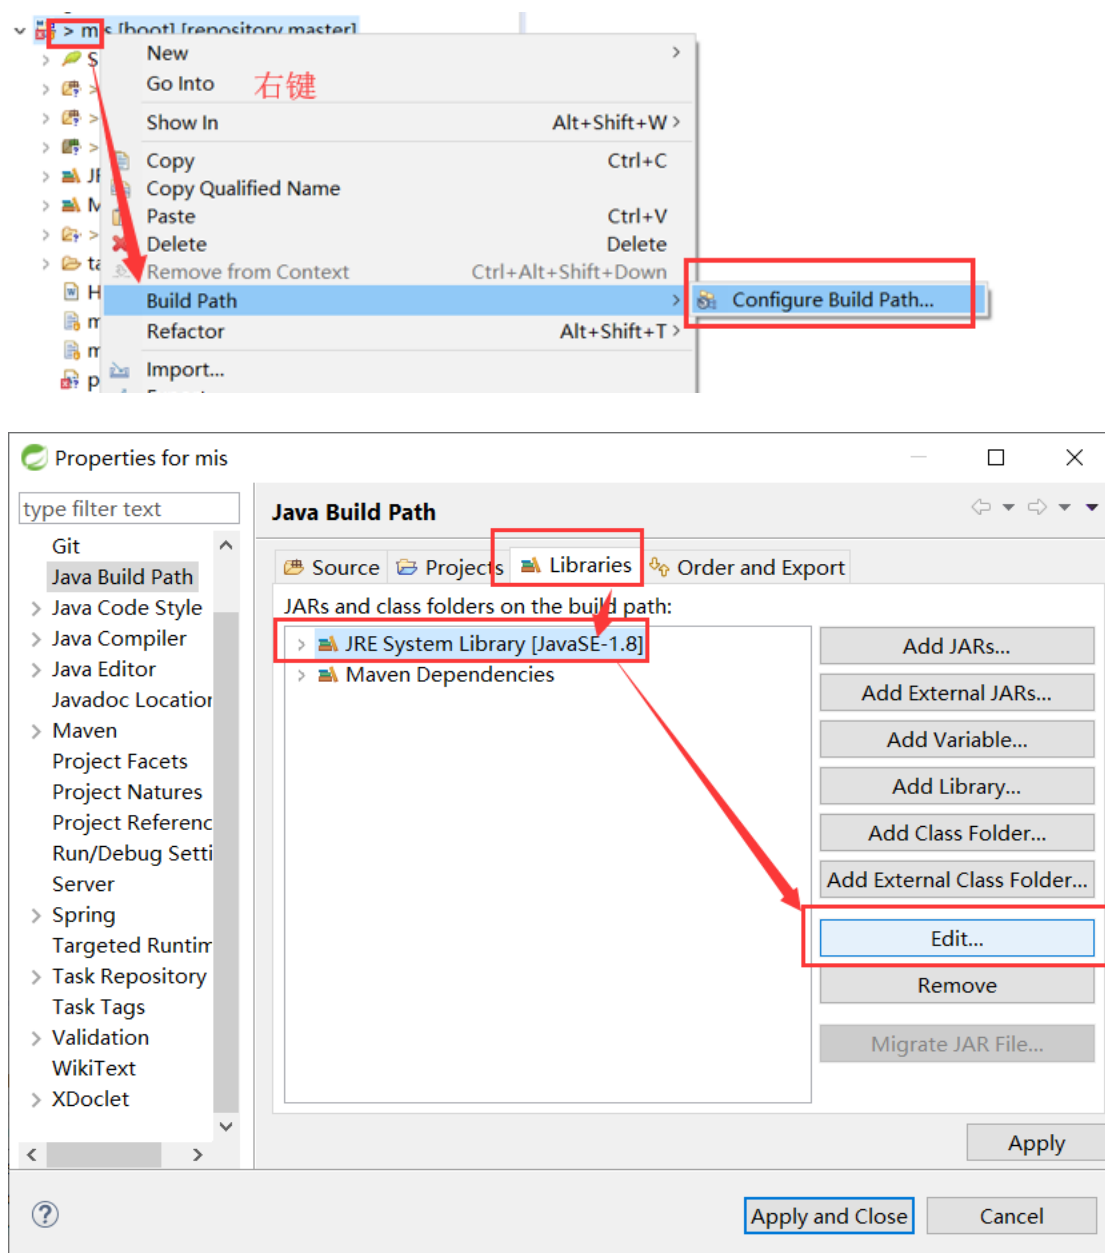 > mis [boot] [repository master]
New
Go Into 右键
Show In Alt+Shift+W
Copy Ctrl+C
Copy Qualified Name
Paste Ctrl+V
Delete Delete
Remove from Context Ctrl+Alt+Shift+Down
Build Path
Configure Build Path...
Refactor Alt+Shift+T
Import...
Properties for mis
type filter text
Git
Java Build Path
Java Code Style
Java Compiler
Java Editor
Javadoc Location
Maven
Project Facets
Project Natures
Project Referenc
Run/Debug Setti
Server
Spring
Targeted Runtim
Task Repository
Task Tags
Validation
WikiText
XDoclet
Java Build Path
Source Projects Libraries Order and Export
JARs and class folders on the build path:
JRE System Library [JavaSE-1.8]
Maven Dependencies
Add JARs...
Add External JARs...
Add Variable...
Add Library...
Add Class Folder...
Add External Class Folder...
Edit...
Remove
Migrate JAR File...
Apply
Apply and Close Cancel